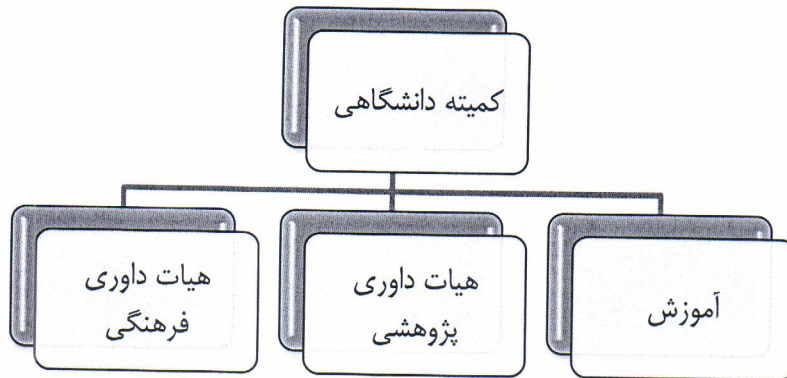 کمیته دانشگاهی
آموزش
هیات داوری
پژوهشی
هیات داوری
فرهنگی